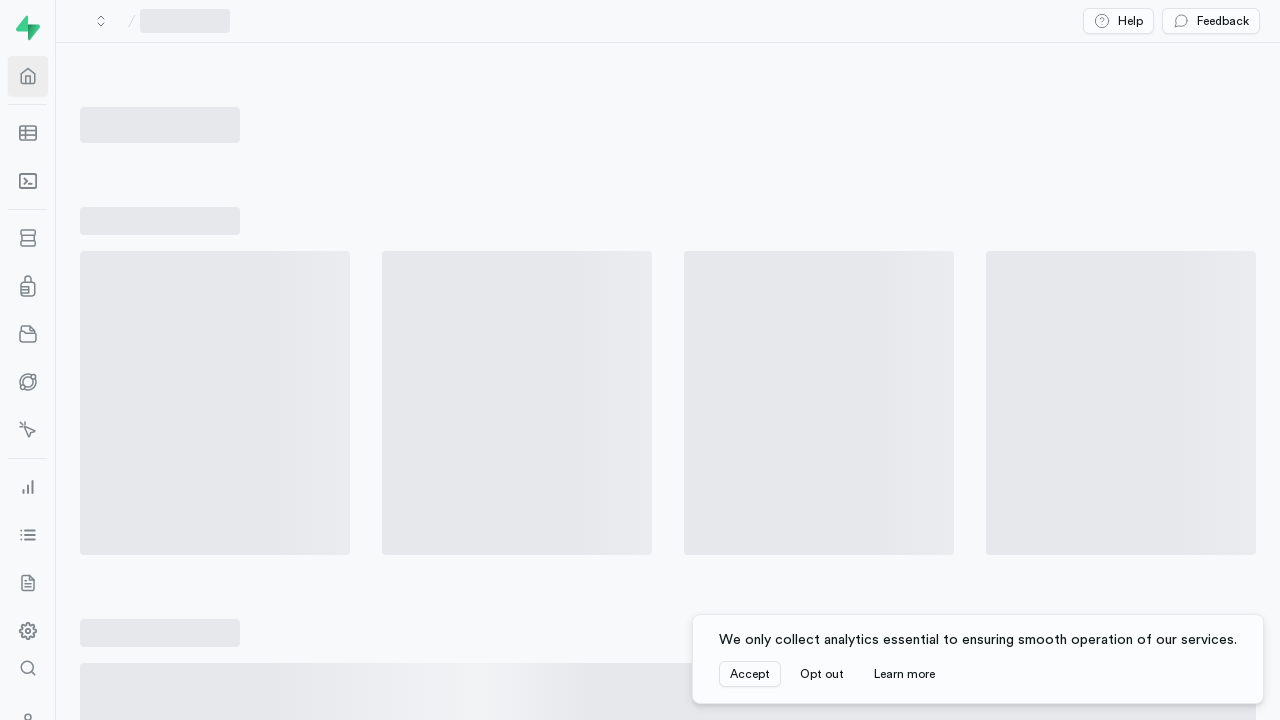 Help
Feedback
We only collect analytics essential to ensuring smooth operation of our services.
Accept
Opt out
Learn more